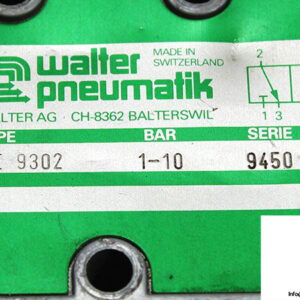 walter
pneumatik
MADE IN
SWITZERLAND
2
1 3
LTER AG · CH-8362 BALTERSWIL
PE BAR SERIE
E 9302 1-10 9450